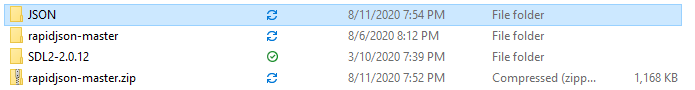 JSON 8/11/2020 7:54 PM File folder
rapidjson-master 8/6/2020 8:12 PM File folder
SDL2-2.0.12 3/10/2020 7:39 PM File folder
rapidjson-master.zip 8/11/2020 7:52 PM Compressed (zipp... 1,168 KB